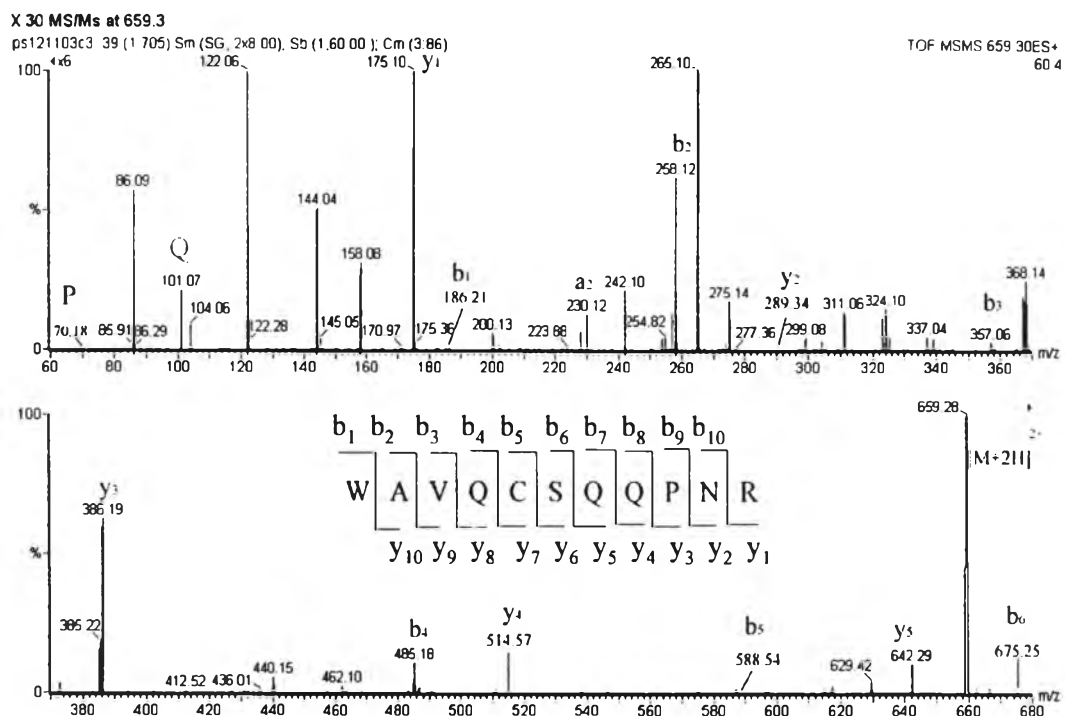 X 30 MS/Ms at 659.3
ps121103c3 39 (1 705) Sm (SG, 2x8 00), Sb (1,60 00 ); Cm (3:86)
TOF MSMS 659 30ES+
60 4
100
%
0
4x6
P
70.18
85 91
86 09
86.29
Q
101.07
104 06
122 06
122.28
144 04
145 05
158 08
170 97
175 10
y1
175 36
b1
186 21
200 13
223 88
a2
230 12
242 10
254 82
b2
258 12
265 10
275 14
277 36
y2
289 34
299 08
311 06
324 10
337 04
b3
357 06
368 14
60 80 100 120 140 160 180 200 220 240 260 280 300 320 340 360
m/z
100
%
0
y3
386 19
385 22
412 52
436 01
440.15
462 10
b4
485 18
y4
514 57
b5
588 54
629 42
y5
642 29
659.28
[M+2H]
2+
b6
675 25
b1 b2 b3 b4 b5 b6 b7 b8 b9 b10
W A V Q C S Q Q P N R
y10 y9 y8 y7 y6 y5 y4 y3 y2 y1
380 400 420 440 460 480 500 520 540 560 580 600 620 640 660 680
m/z